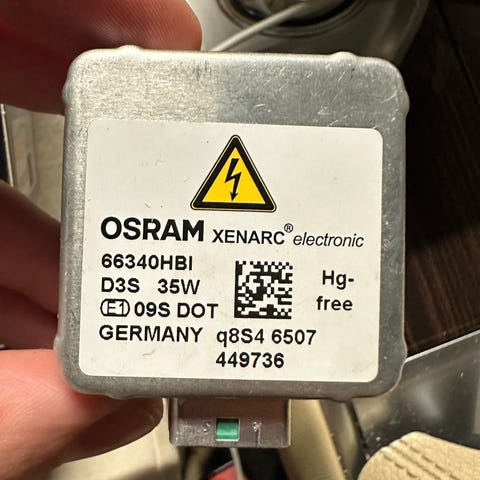 OSRAM XENARC® electronic
66340HBI
D3S 35W
Hg-
free
E1 09S DOT
GERMANY q8S4 6507
449736